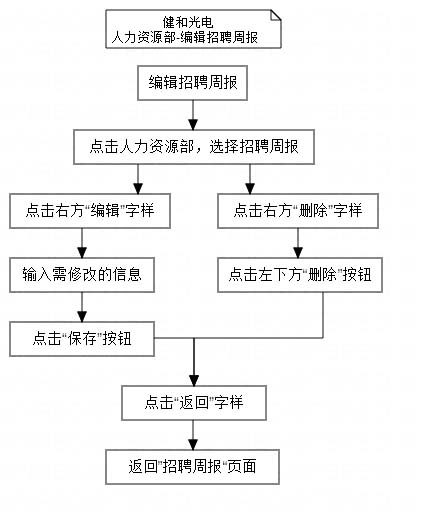 健和光电
人力资源部-编辑招聘周报
编辑招聘周报
点击人力资源部，选择招聘周报
点击右方“编辑”字样
点击右方“删除”字样
输入需修改的信息
点击左下方“删除”按钮
点击“保存”按钮
点击“返回”字样
返回”招聘周报“页面